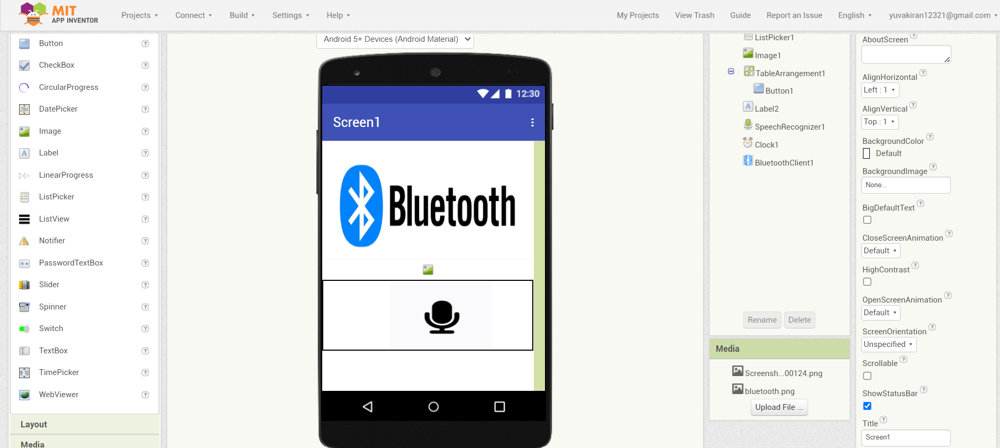 MIT
APP INVENTOR
Projects
Connect
Build
Settings
Help
My Projects
View Trash
Guide
Report an Issue
English
yuvakiran12321@gmail.com
Button
CheckBox
CircularProgress
DatePicker
Image
Label
LinearProgress
ListPicker
ListView
Notifier
PasswordTextBox
Slider
Spinner
Switch
TextBox
TimePicker
WebViewer
Layout
Media
Android 5+ Devices (Android Material)
12:30
Screen1
Bluetooth
ListPicker1
Image1
TableArrangement1
Button1
Label2
SpeechRecognizer1
Clock1
BluetoothClient1
Rename
Delete
Media
Screensh...00124.png
bluetooth.png
Upload File ...
AboutScreen
AlignHorizontal
Left : 1
AlignVertical
Top : 1
BackgroundColor
Default
BackgroundImage
None...
BigDefaultText
CloseScreenAnimation
Default
HighContrast
OpenScreenAnimation
Default
ScreenOrientation
Unspecified
Scrollable
ShowStatusBar
Title
Screen1